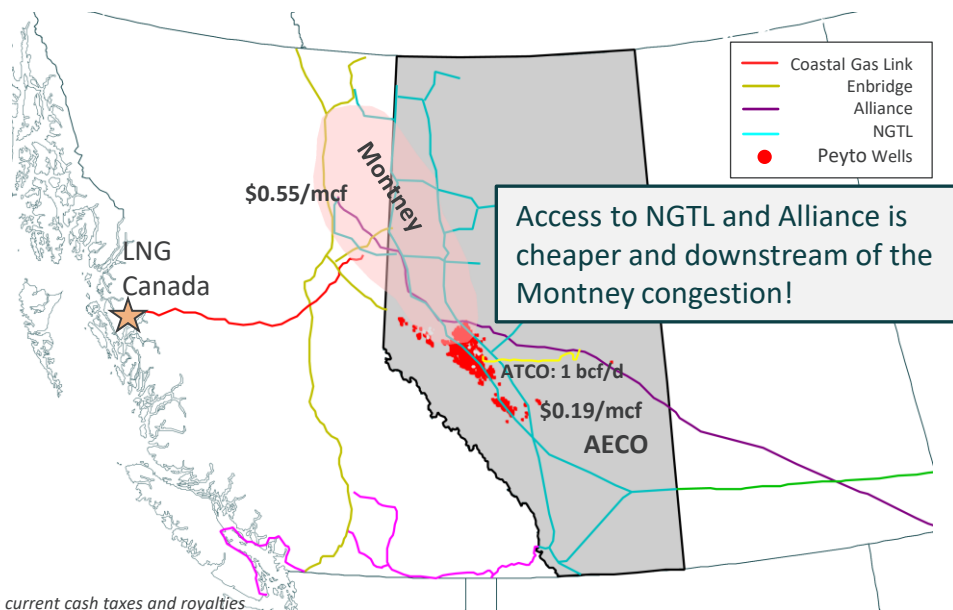 Coastal Gas Link
Enbridge
Alliance
NGTL
Peyto Wells
Montney
$0.55/mcf
Access to NGTL and Alliance is
cheaper and downstream of the
Montney congestion!
LNG
Canada
ATCO: 1 bcf/d
$0.19/mcf
AECO
current cash taxes and royalties